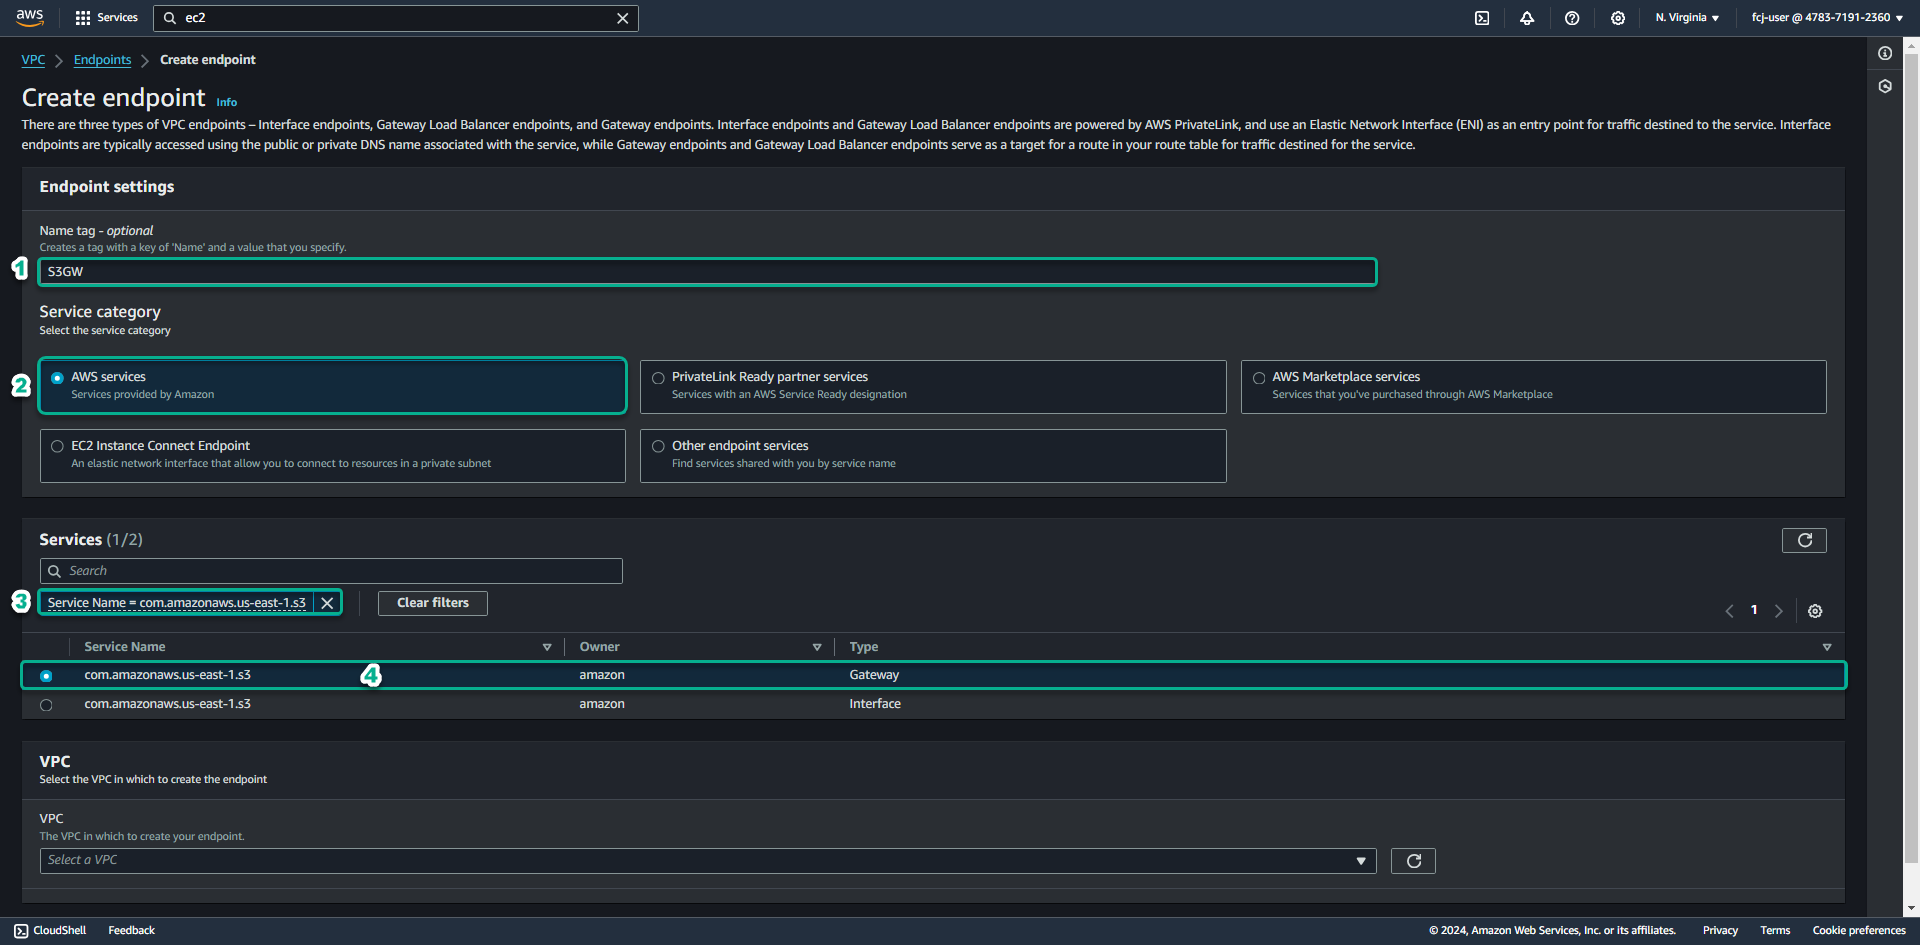 aws
Services
ec2
N. Virginia
fcj-user @ 4783-7191-2360
VPC
Endpoints
Create endpoint
Create endpoint Info
There are three types of VPC endpoints – Interface endpoints, Gateway Load Balancer endpoints, and Gateway endpoints. Interface endpoints and Gateway Load Balancer endpoints are powered by AWS PrivateLink, and use an Elastic Network Interface (ENI) as an entry point for traffic destined to the service. Interface
endpoints are typically accessed using the public or private DNS name associated with the service, while Gateway endpoints and Gateway Load Balancer endpoints serve as a target for a route in your route table for traffic destined for the service.
Endpoint settings
Name tag - optional
Creates a tag with a key of 'Name' and a value that you specify.
1
S3GW
Service category
Select the service category
2
AWS services
Services provided by Amazon
PrivateLink Ready partner services
Services with an AWS Service Ready designation
AWS Marketplace services
Services that you've purchased through AWS Marketplace
EC2 Instance Connect Endpoint
An elastic network interface that allow you to connect to resources in a private subnet
Other endpoint services
Find services shared with you by service name
Services (1/2)
Search
3
Service Name = com.amazonaws.us-east-1.s3
Clear filters
1
Service Name
Owner
Type
com.amazonaws.us-east-1.s3
4
amazon
Gateway
com.amazonaws.us-east-1.s3
amazon
Interface
VPC
Select the VPC in which to create the endpoint
VPC
The VPC in which to create your endpoint.
Select a VPC
CloudShell
Feedback
© 2024, Amazon Web Services, Inc. or its affiliates.
Privacy
Terms
Cookie preferences